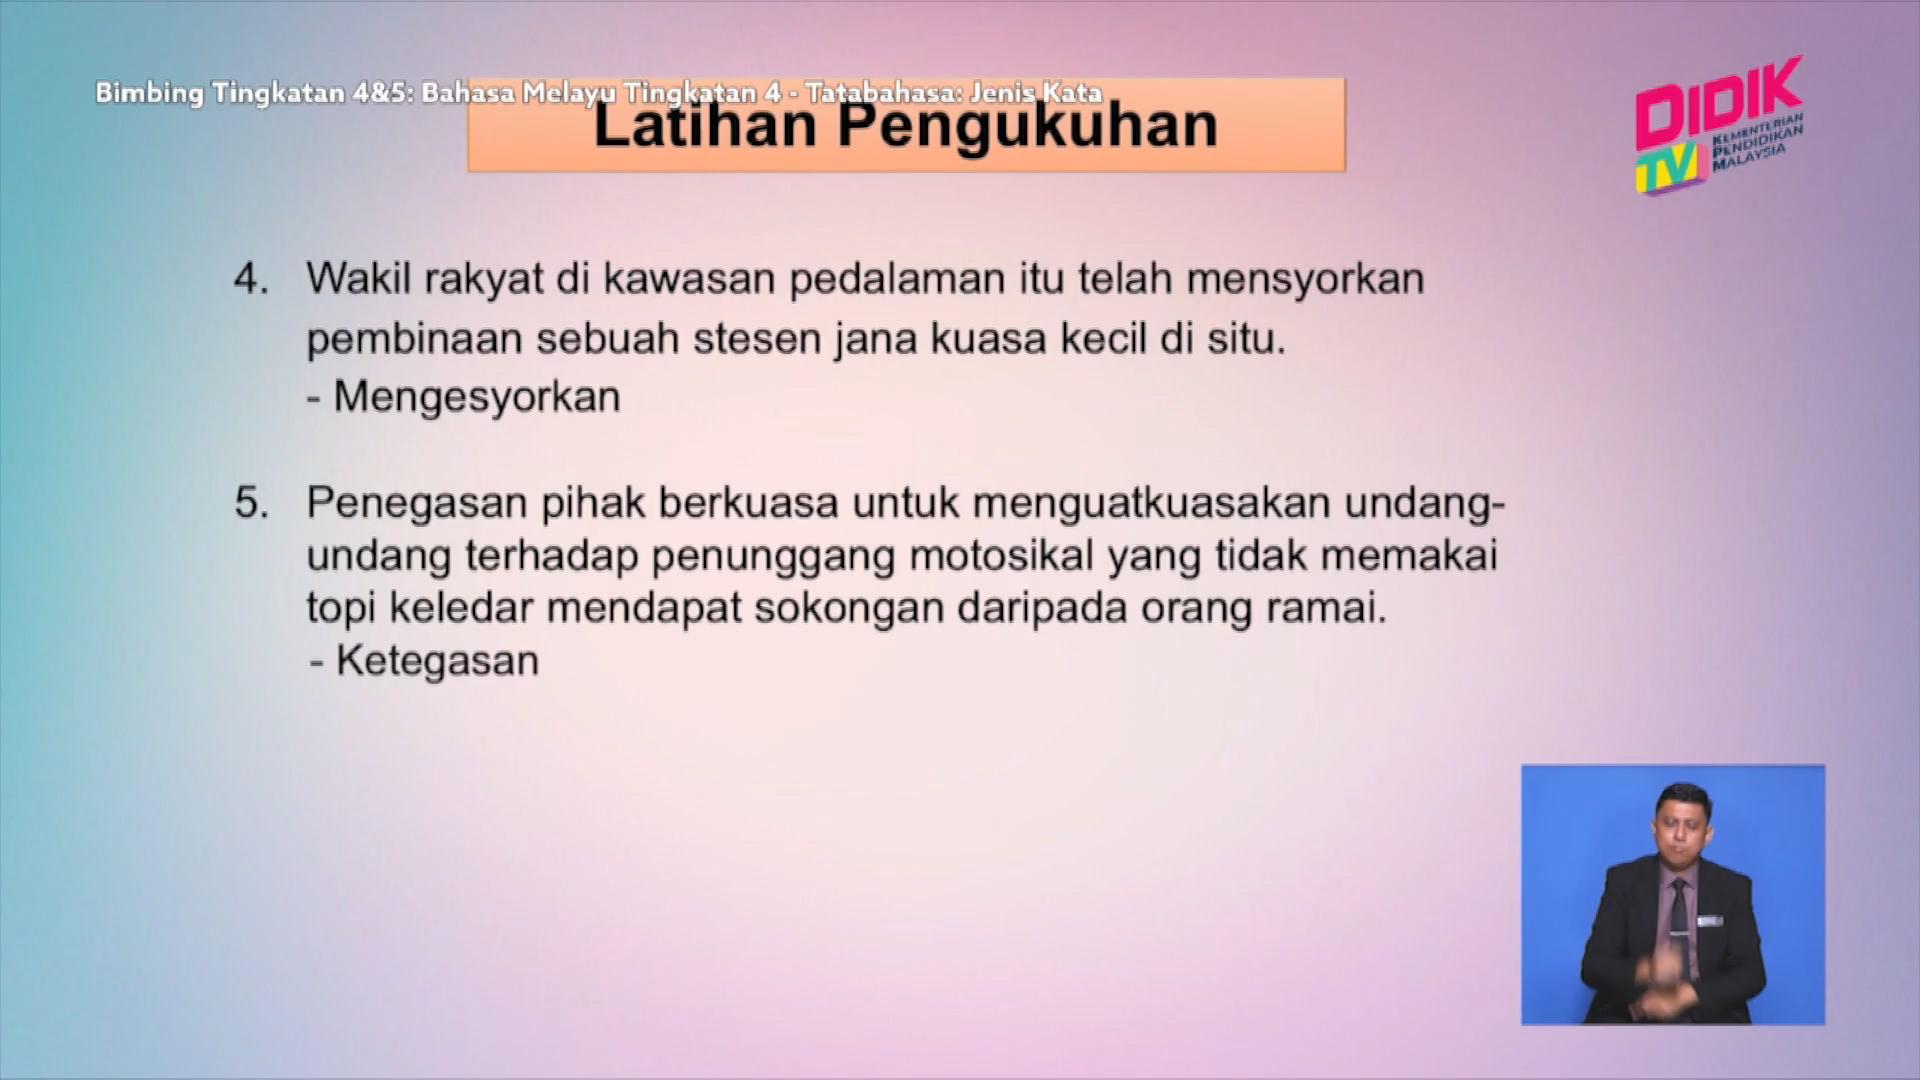 Bimbing Tingkatan 4&5: Bahasa Melayu Tingkatan 4 - Tatabahasa: Jenis Kata
Latihan Pengukuhan
DIDIK
TV
KEMENTERIAN
PENDIDIKAN
MALAYSIA
4. Wakil rakyat di kawasan pedalaman itu telah mensyorkan
pembinaan sebuah stesen jana kuasa kecil di situ.
- Mengesyorkan
5. Penegasan pihak berkuasa untuk menguatkuasakan undang-
undang terhadap penunggang motosikal yang tidak memakai
topi keledar mendapat sokongan daripada orang ramai.
- Ketegasan